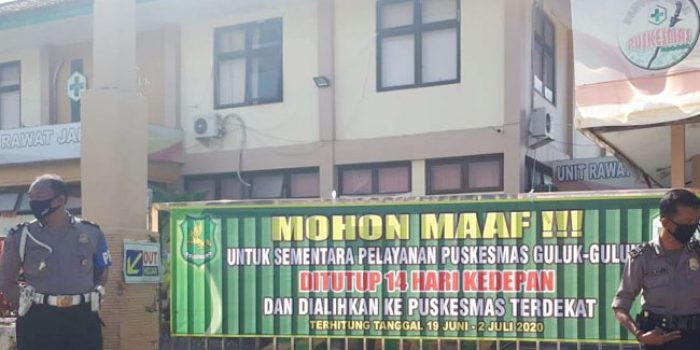 PUSKESMAS
RAWAT JA
UNIT RAWA
OUT
MOHON MAAF !!!
UNTUK SEMENTARA PELAYANAN PUSKESMAS GULUK-GULU
DITUTUP 14 HARI KEDEPAN
DAN DIALIHKAN KE PUSKESMAS TERDEKAT
TERHITUNG TANGGAL 19 JUNI - 2 JULI 2020